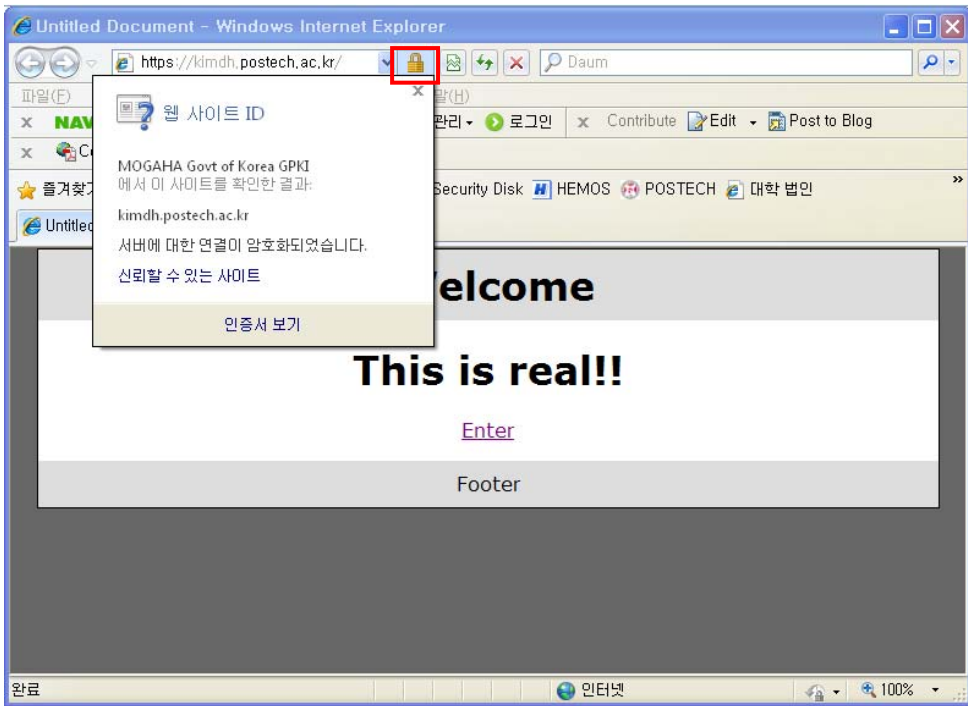 Untitled Document - Windows Internet Explorer
https://kimdh.postech.ac.kr/
Daum
파일(F)
말(H)
x NAV
관리
로그인
x Contribute
Edit
Post to Blog
x
즐겨찾기
Security Disk
HEMOS
POSTECH
대학 법인
»
Untitled
웹 사이트 ID
x
MOGAHA Govt of Korea GPKI
에서 이 사이트를 확인한 결과:
kimdh.postech.ac.kr
서버에 대한 연결이 암호화되었습니다.
신뢰할 수 있는 사이트
인증서 보기
elcome
This is real!!
Enter
Footer
완료
인터넷
100%